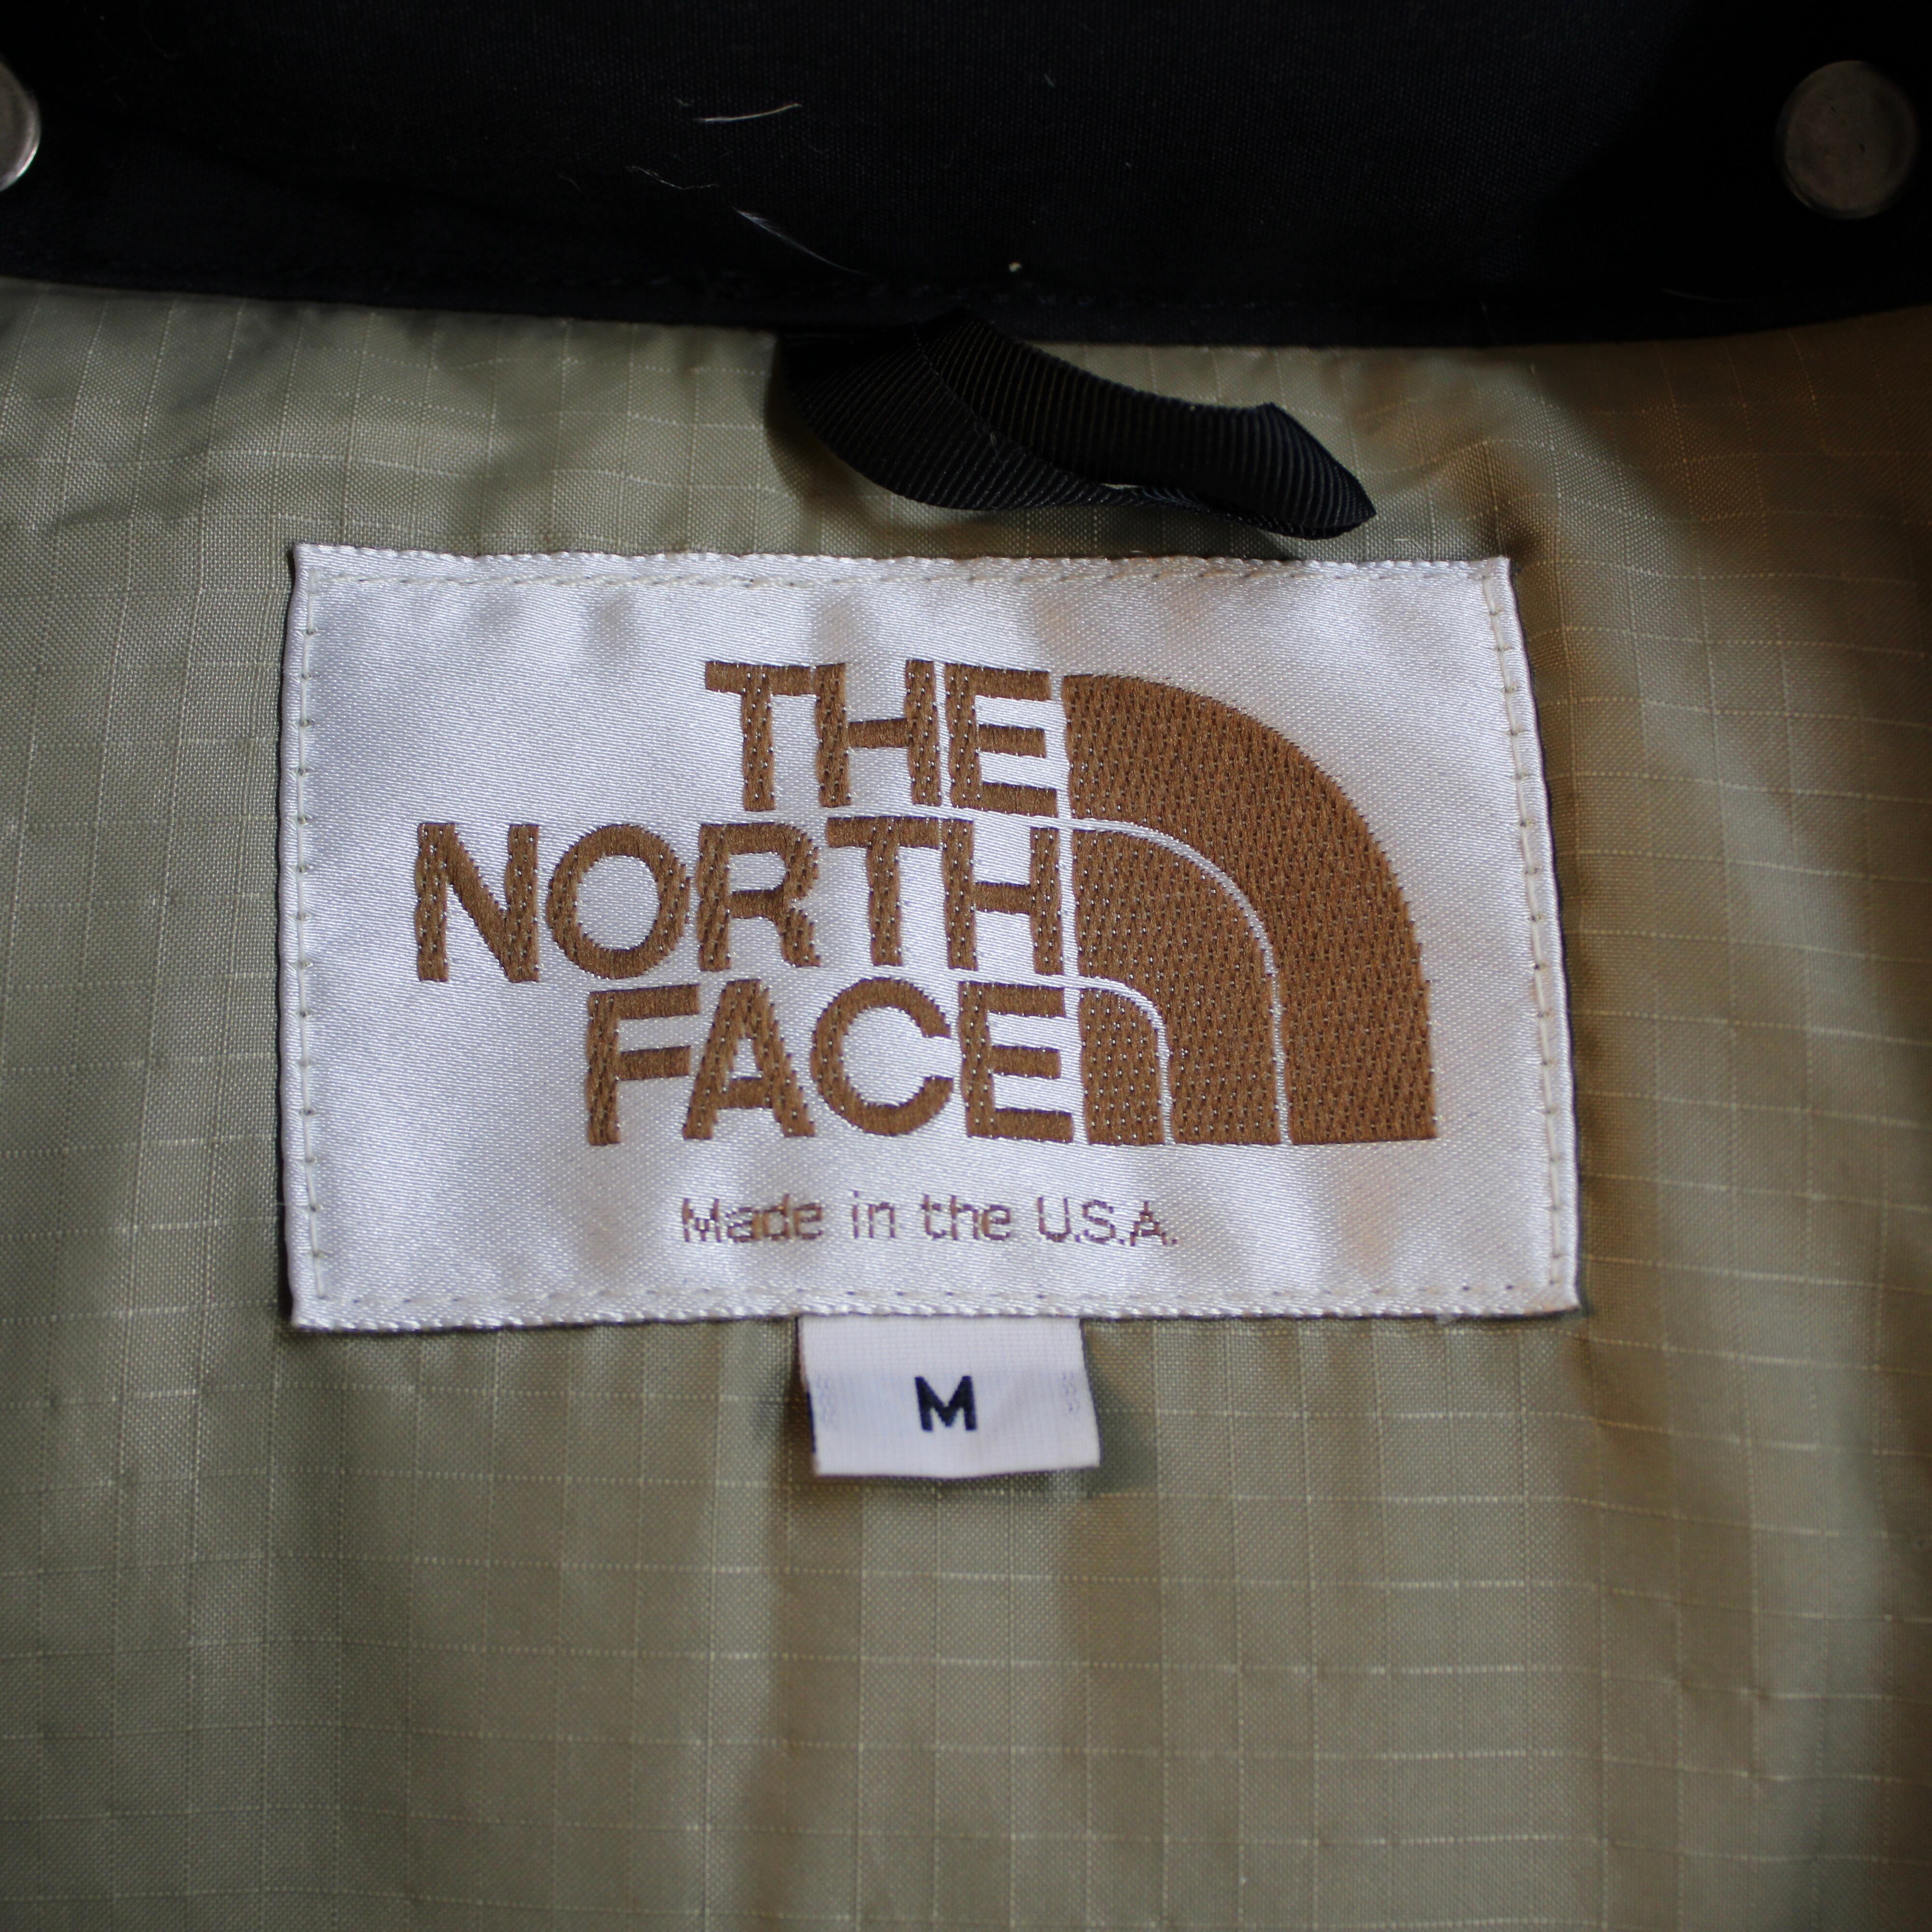 THE
NORTH
FACE
Made in the U.S.A.
M